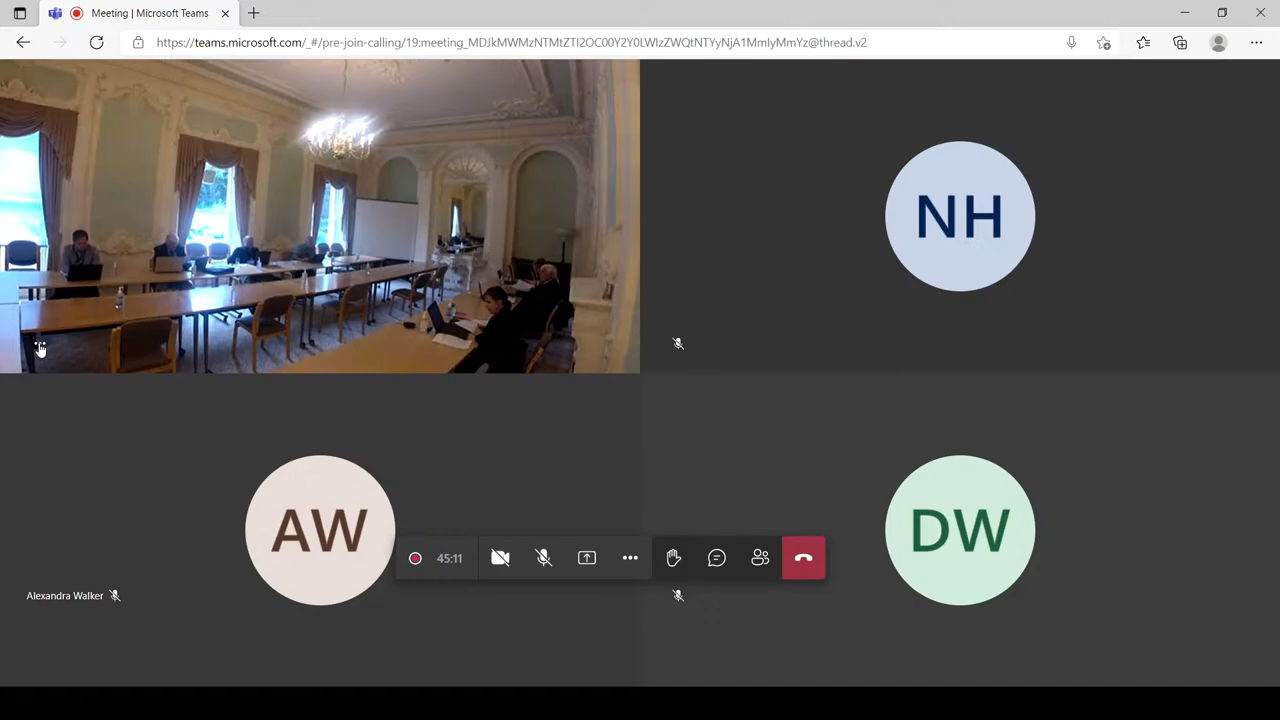 Meeting | Microsoft Teams
https://teams.microsoft.com/_#/pre-join-calling/19:meeting_MDJkMWMzNTMtZTI2OC00Y2Y0LWIzZWQtNTYyNjA1MmIyMmYz@thread.v2
NH
AW
DW
45:11
Alexandra Walker